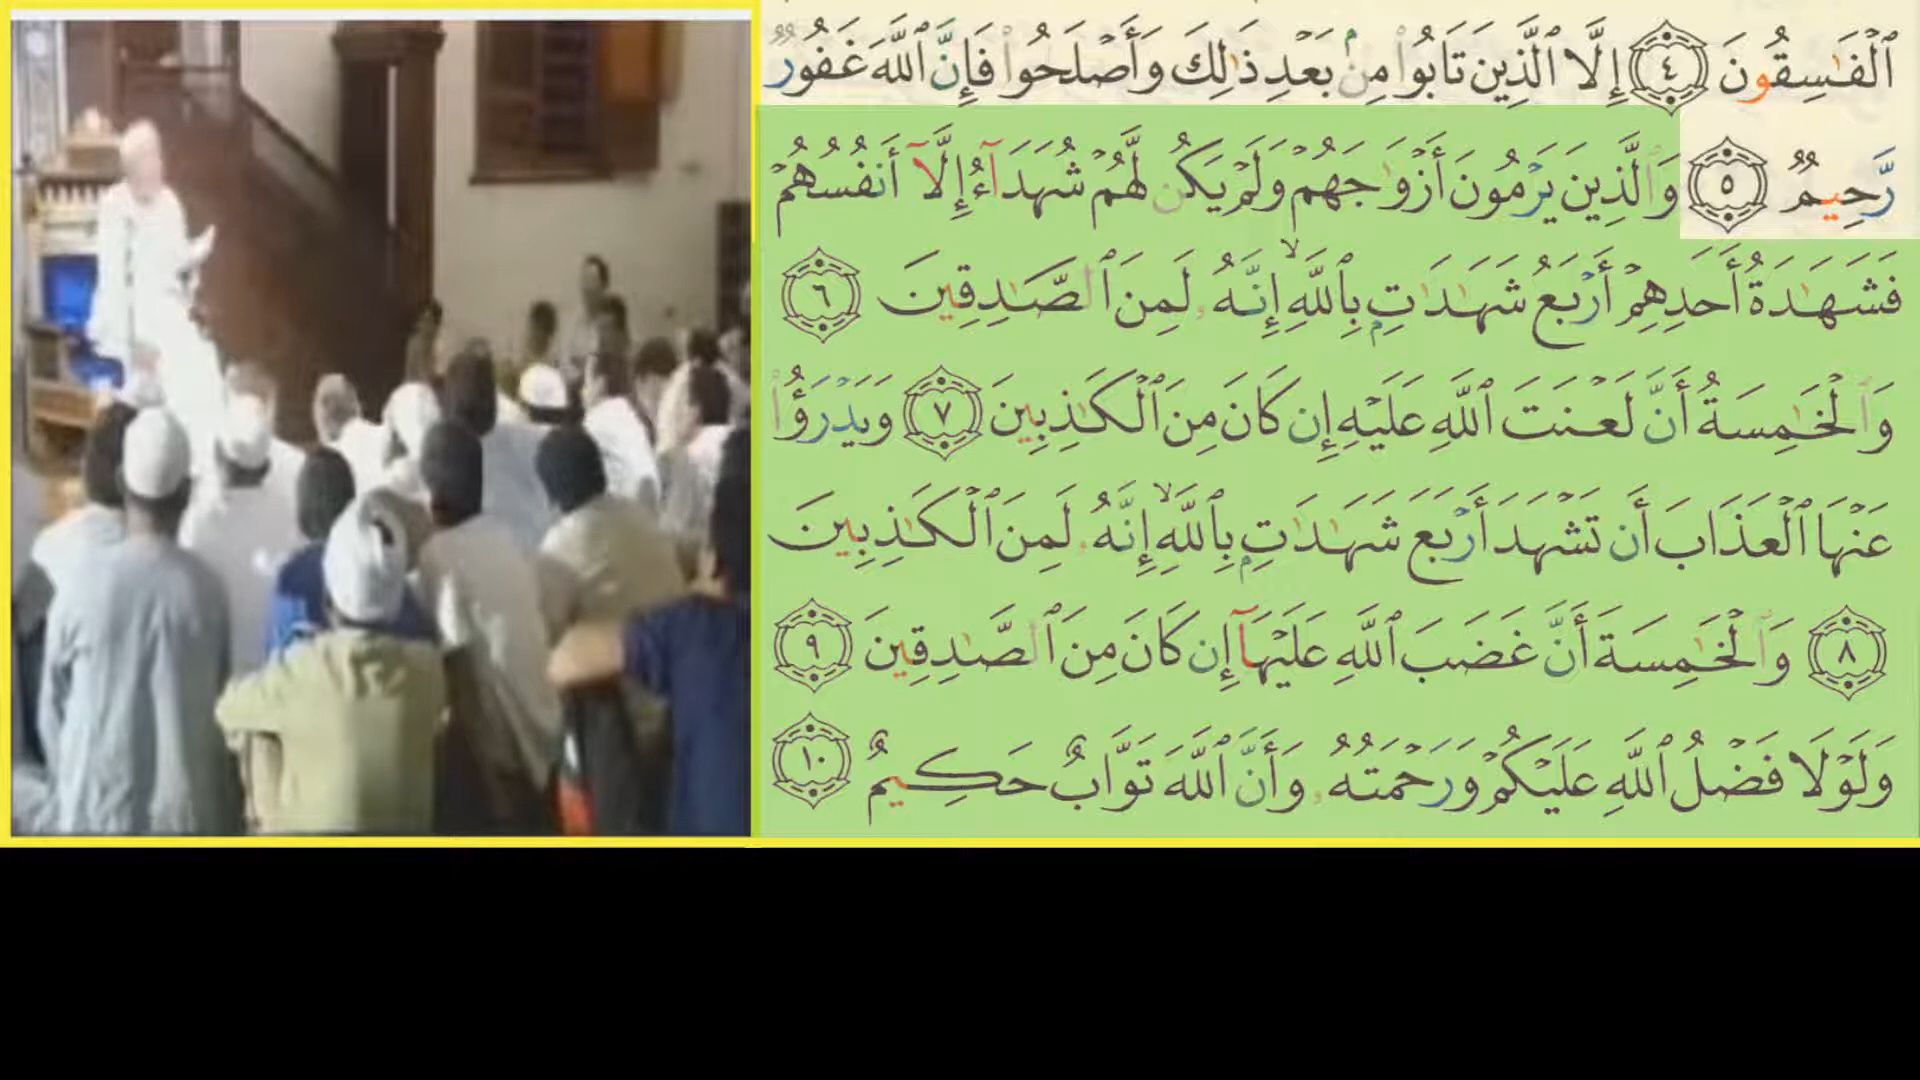 ٱلْفَـٰسِقُونَ ٤ إِلَّا ٱلَّذِينَ تَابُوا۟ مِنۢ بَعْدِ ذَٰلِكَ وَأَصْلَحُوا۟ فَإِنَّ ٱللَّهَ غَفُورٌ
رَّحِيمٌ ٥ وَٱلَّذِينَ يَرْمُونَ أَزْوَٰجَهُمْ وَلَمْ يَكُن لَّهُمْ شُهَدَآءُ إِلَّآ أَنفُسُهُمْ
فَشَهَـٰدَةُ أَحَدِهِمْ أَرْبَعُ شَهَـٰدَٰتٍۭ بِٱللَّهِ ۙ إِنَّهُۥ لَمِنَ ٱلصَّـٰدِقِينَ ٦
وَٱلْخَـٰمِسَةُ أَنَّ لَعْنَتَ ٱللَّهِ عَلَيْهِ إِن كَانَ مِنَ ٱلْكَـٰذِبِينَ ٧ وَيَدْرَؤُا۟
عَنْهَا ٱلْعَذَابَ أَن تَشْهَدَ أَرْبَعَ شَهَـٰدَٰتٍۭ بِٱللَّهِ ۙ إِنَّهُۥ لَمِنَ ٱلْكَـٰذِبِينَ
٨ وَٱلْخَـٰمِسَةَ أَنَّ غَضَبَ ٱللَّهِ عَلَيْهَآ إِن كَانَ مِنَ ٱلصَّـٰدِقِينَ ٩
وَلَوْلَا فَضْلُ ٱللَّهِ عَلَيْكُمْ وَرَحْمَتُهُۥ وَأَنَّ ٱللَّهَ تَوَّابٌ حَكِيمٌ ١٠